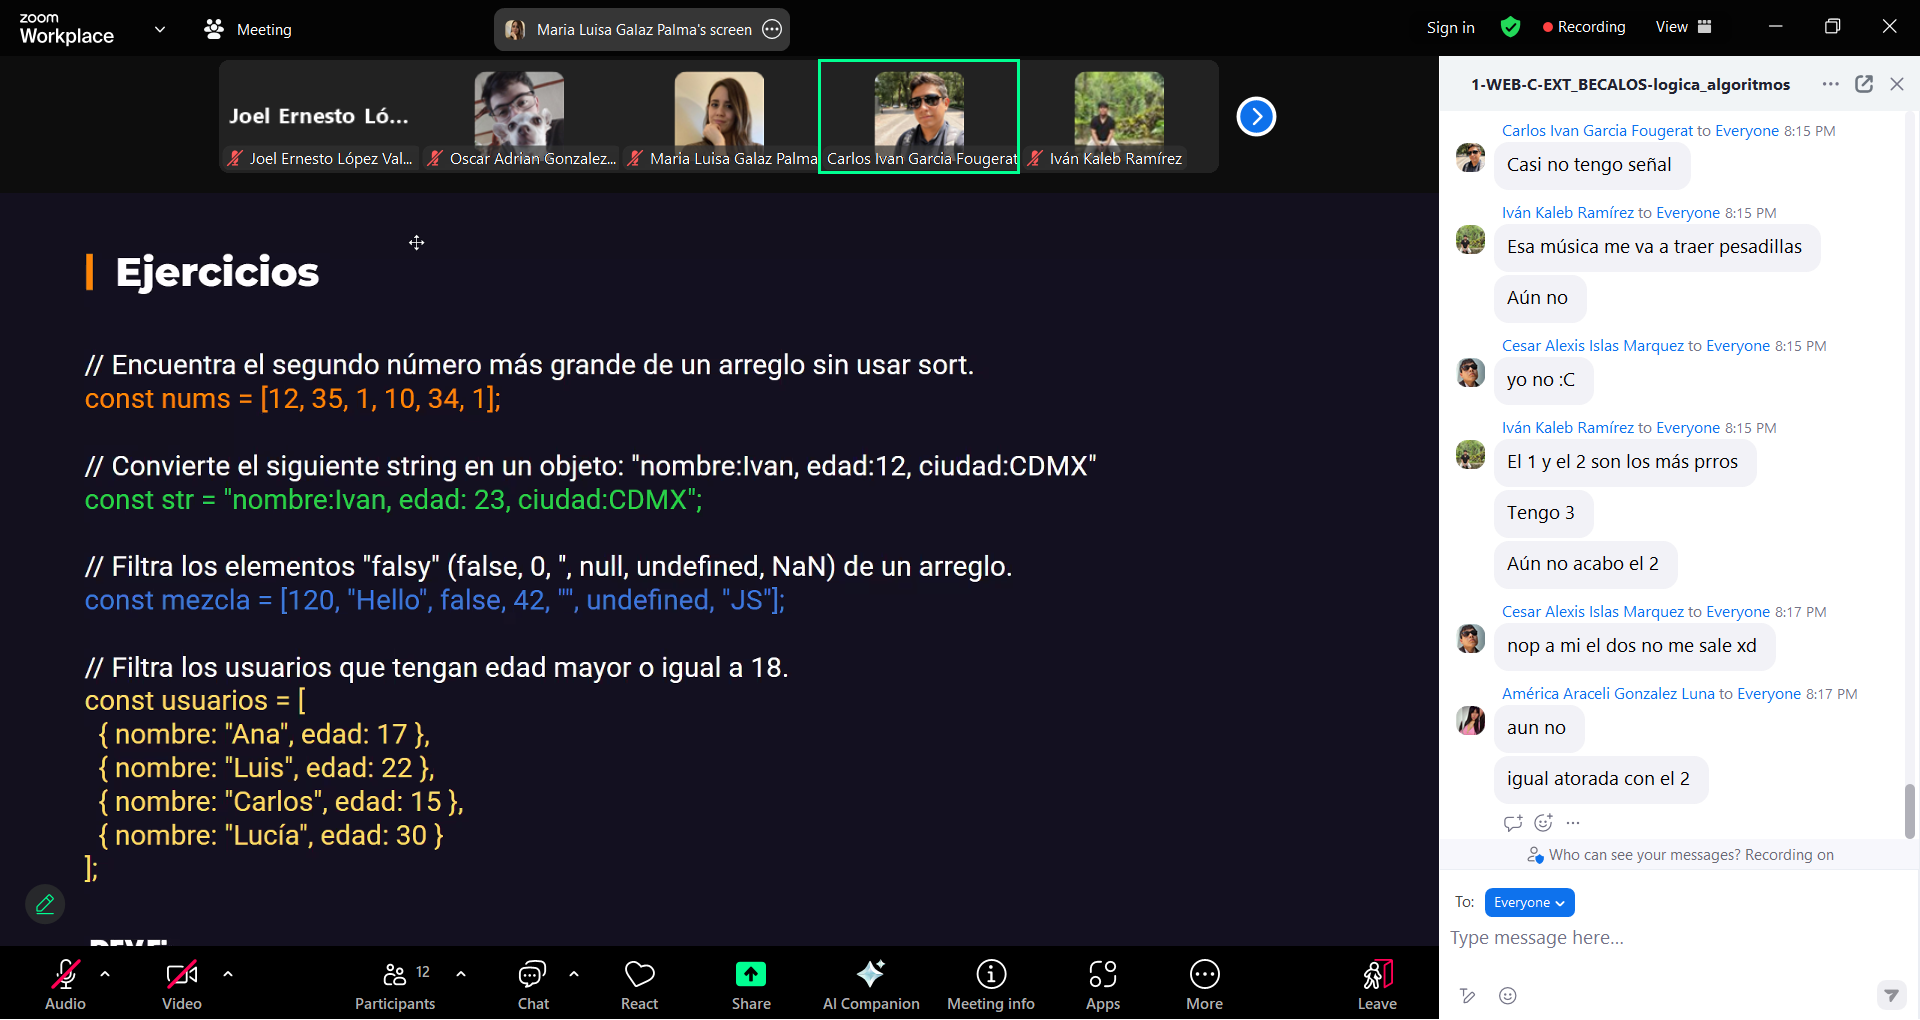 zoom
Workplace
Meeting
Maria Luisa Galaz Palma's screen
Sign in
Recording
View
Joel Ernesto Ló...
Joel Ernesto López Val...
Oscar Adrian Gonzalez...
Maria Luisa Galaz Palma
Carlos Ivan Garcia Fougerat
Iván Kaleb Ramírez
Ejercicios
// Encuentra el segundo número más grande de un arreglo sin usar sort.
const nums = [12, 35, 1, 10, 34, 1];
// Convierte el siguiente string en un objeto: "nombre:Ivan, edad:12, ciudad:CDMX"
const str = "nombre:Ivan, edad: 23, ciudad:CDMX";
// Filtra los elementos "falsy" (false, 0, '', null, undefined, NaN) de un arreglo.
const mezcla = [120, "Hello", false, 42, "", undefined, "JS"];
// Filtra los usuarios que tengan edad mayor o igual a 18.
const usuarios = [
{ nombre: "Ana", edad: 17 },
{ nombre: "Luis", edad: 22 },
{ nombre: "Carlos", edad: 15 },
{ nombre: "Lucía", edad: 30 }
];
1-WEB-C-EXT_BECALOS-logica_algoritmos
Carlos Ivan Garcia Fougerat to Everyone 8:15 PM
Casi no tengo señal
Iván Kaleb Ramírez to Everyone 8:15 PM
Esa música me va a traer pesadillas
Aún no
Cesar Alexis Islas Marquez to Everyone 8:15 PM
yo no :C
Iván Kaleb Ramírez to Everyone 8:15 PM
El 1 y el 2 son los más prros
Tengo 3
Aún no acabo el 2
Cesar Alexis Islas Marquez to Everyone 8:17 PM
nop a mi el dos no me sale xd
América Araceli Gonzalez Luna to Everyone 8:17 PM
aun no
igual atorada con el 2
Who can see your messages? Recording on
To: Everyone
Type message here...
Audio
Video
12
Participants
Chat
React
Share
AI Companion
Meeting info
Apps
More
Leave